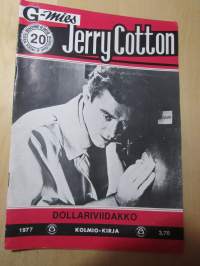 G-mies
20
Jerry Cotton
DOLLARIVIIDAKKO
1977 KOLMIO-KIRJA 3,70